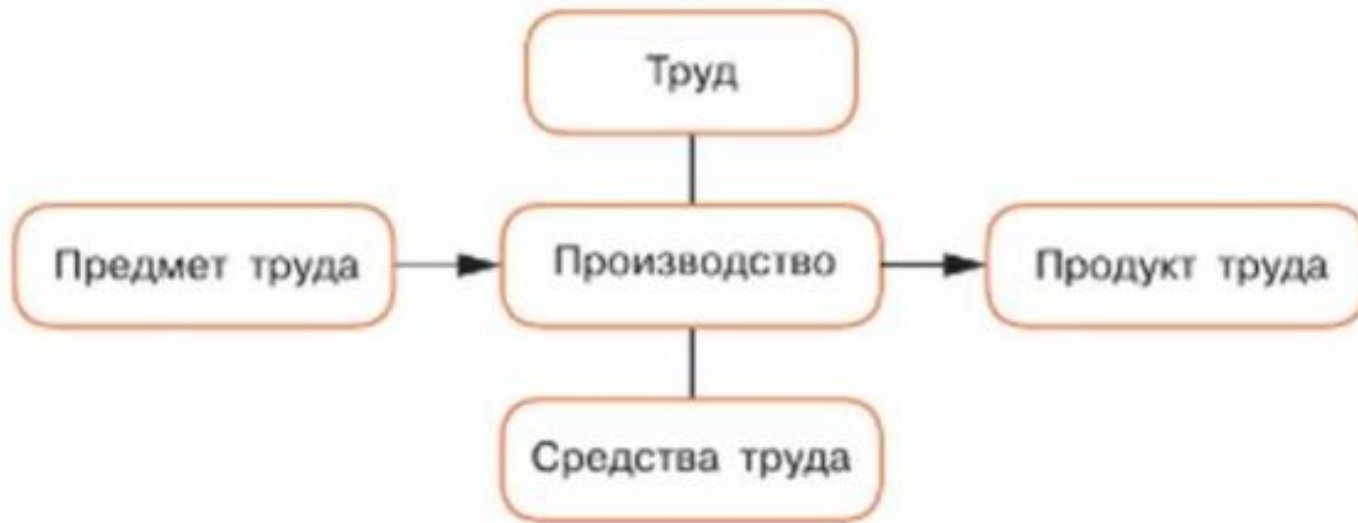 Труд
Предмет труда
Производство
Продукт труда
Средства труда